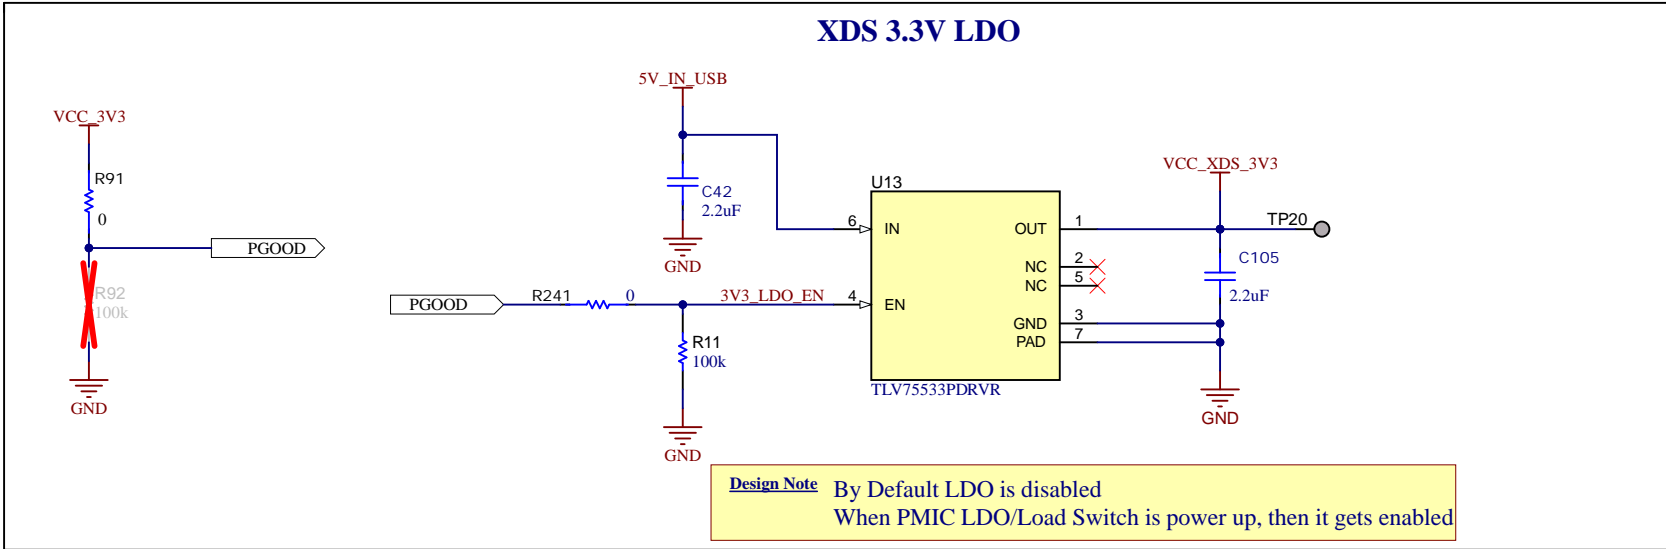 XDS 3.3V LDO
5V_IN_USB
VCC_3V3
R91
0
PGOOD
R92
100k
GND
C42
2.2uF
GND
PGOOD
R241
0
3V3_LDO_EN
R11
100k
GND
U13
6
IN
4
EN
OUT
1
NC
2
NC
5
GND
3
PAD
7
TLV75533PDRVR
VCC_XDS_3V3
TP20
C105
2.2uF
GND
Design Note By Default LDO is disabled
When PMIC LDO/Load Switch is power up, then it gets enabled